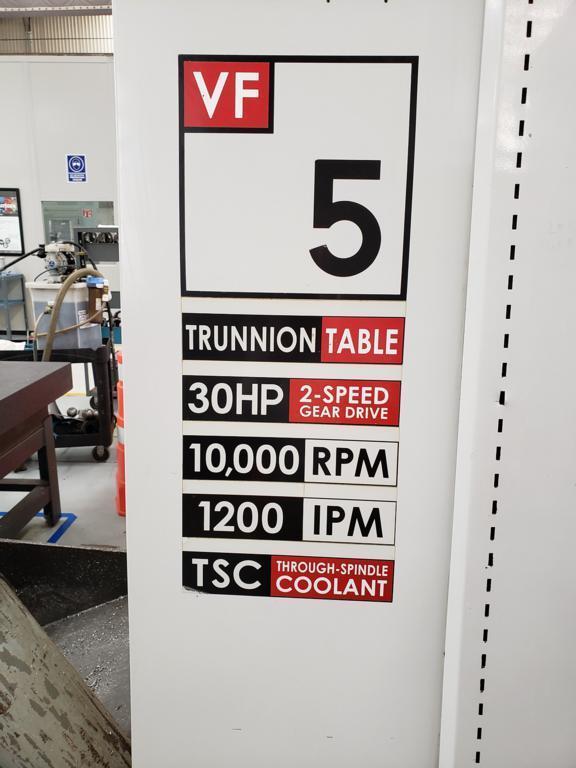 VF
5
TRUNNION TABLE
30HP 2-SPEED
GEAR DRIVE
10,000 RPM
1200 IPM
TSC THROUGH-SPINDLE
COOLANT